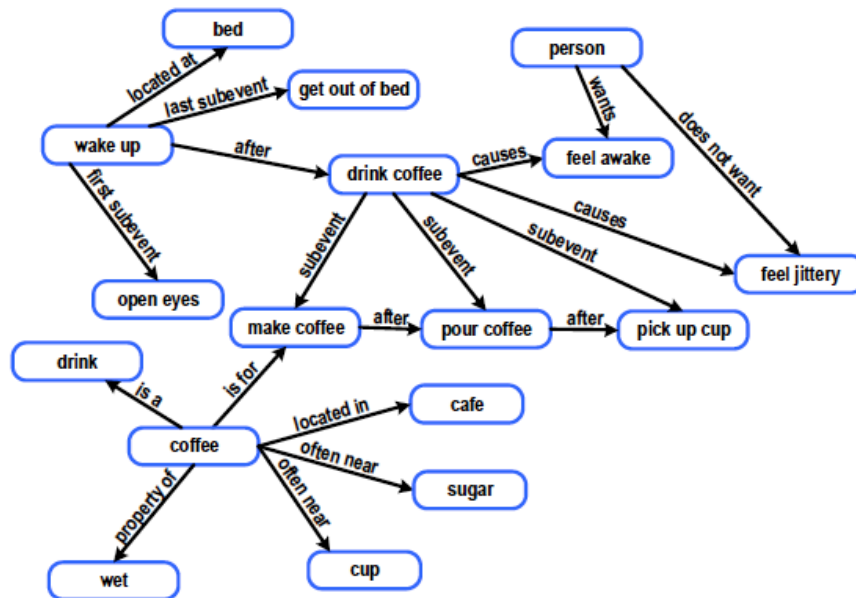 bed
person
located at
last subevent
get out of bed
wants
does not want
wake up
after
drink coffee
causes
feel awake
first subevent
subevent
subevent
subevent
causes
feel jittery
open eyes
make coffee
after
pour coffee
after
pick up cup
drink
is a
is for
located in
cafe
coffee
often near
sugar
often near
property of
wet
cup